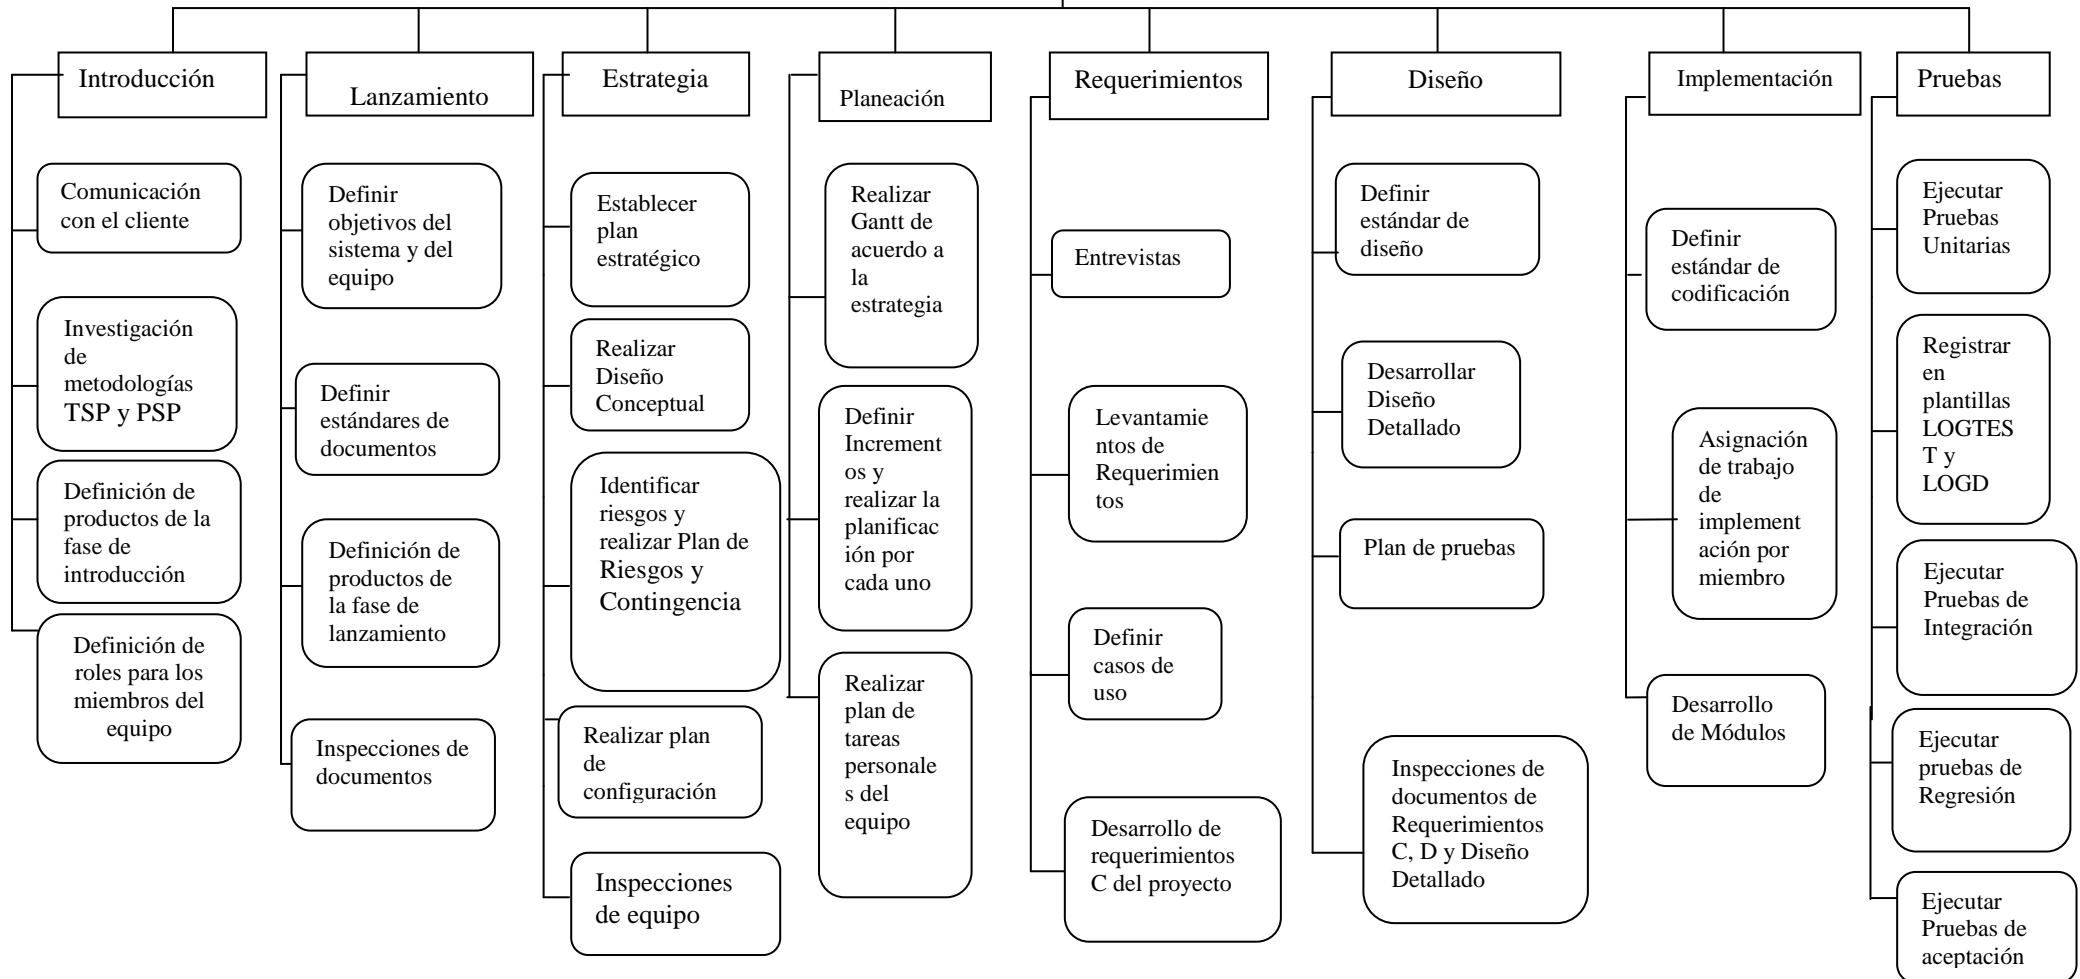 Introducción
Comunicación
con el cliente
Investigación
de
metodologías
TSP y PSP
Definición de
productos de la
fase de
introducción
Definición de
roles para los
miembros del
equipo
Lanzamiento
Definir
objetivos del
sistema y del
equipo
Definir
estándares de
documentos
Definición de
productos de
la fase de
lanzamiento
Inspecciones de
documentos
Estrategia
Establecer
plan
estratégico
Realizar
Diseño
Conceptual
Identificar
riesgos y
realizar Plan de
Riesgos y
Contingencia
Realizar plan
de
configuración
Inspecciones
de equipo
Planeación
Realizar
Gantt de
acuerdo a
la
estrategia
Definir
Increment
os y
realizar la
planificac
ión por
cada uno
Realizar
plan de
tareas
personale
s del
equipo
Requerimientos
Entrevistas
Levantamie
ntos de
Requerimien
tos
Definir
casos de
uso
Desarrollo de
requerimientos
C del proyecto
Diseño
Definir
estándar de
diseño
Desarrollar
Diseño
Detallado
Plan de pruebas
Inspecciones de
documentos de
Requerimientos
C, D y Diseño
Detallado
Implementación
Definir
estándar de
codificación
Asignación
de trabajo
de
implement
ación por
miembro
Desarrollo
de Módulos
Pruebas
Ejecutar
Pruebas
Unitarias
Registrar
en
plantillas
LOGTES
T y
LOGD
Ejecutar
Pruebas de
Integración
Ejecutar
pruebas de
Regresión
Ejecutar
Pruebas de
aceptación